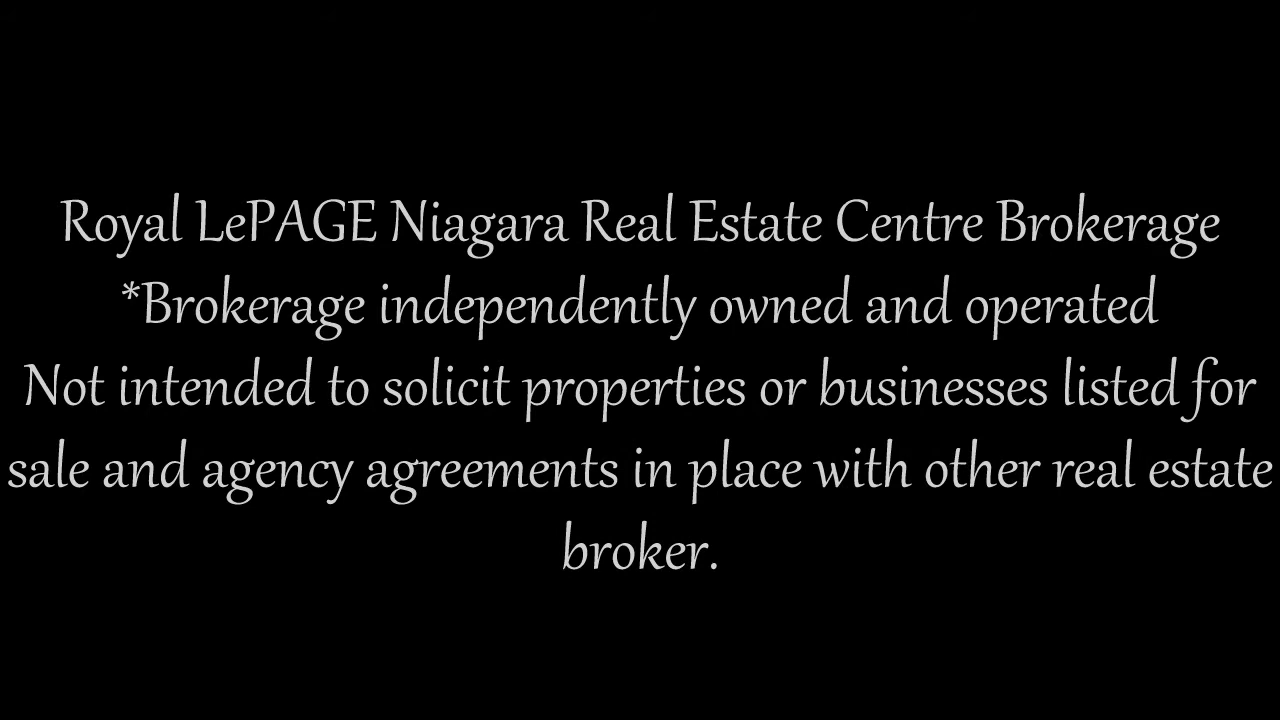 Royal LePAGE Niagara Real Estate Centre Brokerage
*Brokerage independently owned and operated
Not intended to solicit properties or businesses listed for
sale and agency agreements in place with other real estate
broker.